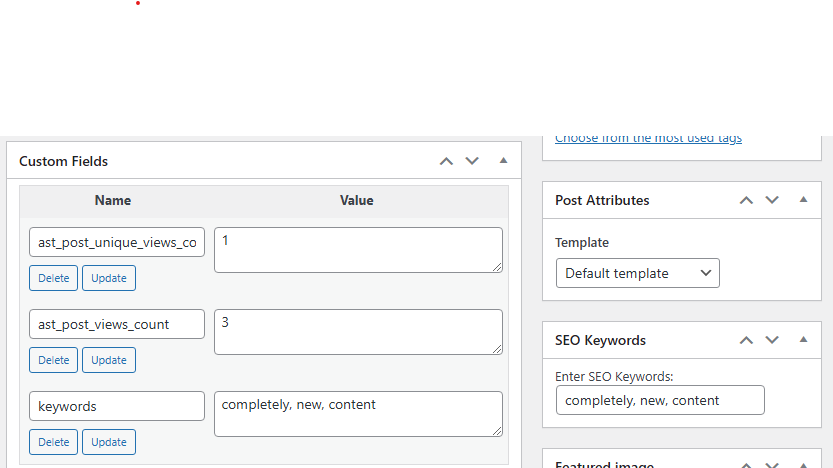 Choose from the most used tags
Custom Fields
Name Value
ast_post_unique_views_co 1
Delete Update
ast_post_views_count 3
Delete Update
keywords completely, new, content
Delete Update
Post Attributes
Template
Default template
SEO Keywords
Enter SEO Keywords:
completely, new, content
Featured image